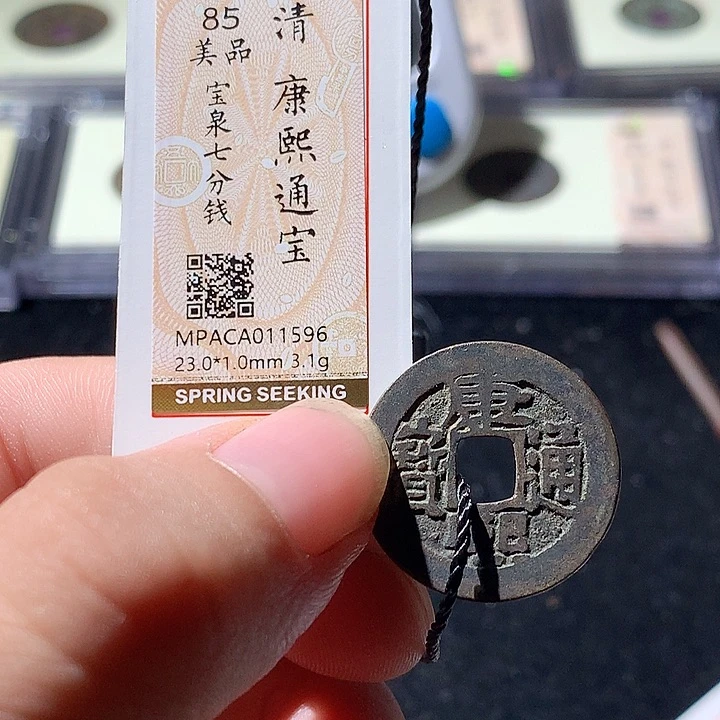 清 康熙通宝
85
美品
宝泉七分钱
MPACA011596
23.0*1.0mm/3.1g
SPRING SEEKING
康熙通寶